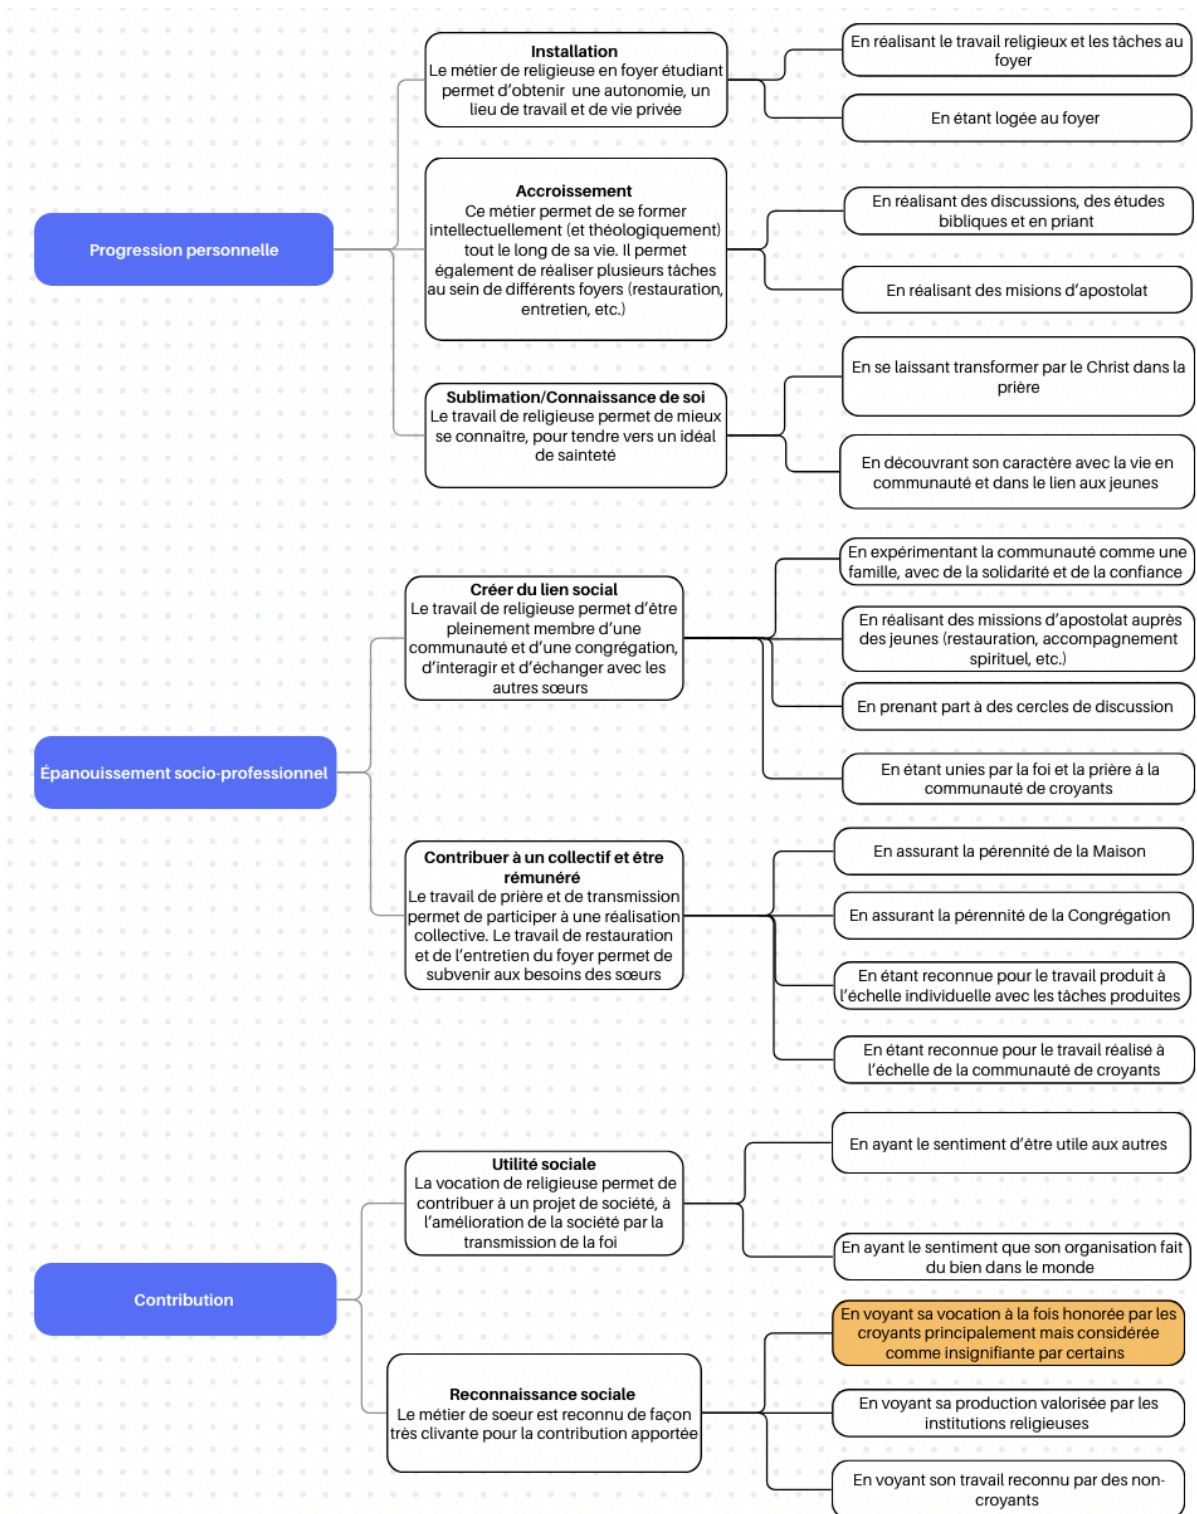 Progression personnelle
Installation
Le métier de religieuse en foyer étudiant
permet d'obtenir une autonomie, un
lieu de travail et de vie privée
En réalisant le travail religieux et les tâches au
foyer
En étant logée au foyer
Accroissement
Ce métier permet de se former
intellectuellement (et théologiquement)
tout le long de sa vie. Il permet
également de réaliser plusieurs tâches
au sein de différents foyers (restauration,
entretien, etc.)
En réalisant des discussions, des études
bibliques et en priant
En réalisant des misions d'apostolat
Sublimation/Connaissance de soi
Le travail de religieuse permet de mieux
se connaître, pour tendre vers un idéal
de sainteté
En se laissant transformer par le Christ dans la
prière
En découvrant son caractère avec la vie en
communauté et dans le lien aux jeunes
Épanouissement socio-professionnel
Créer du lien social
Le travail de religieuse permet d'être
pleinement membre d'une
communauté et d'une congrégation,
d'interagir et d'échanger avec les
autres sœurs
En expérimentant la communauté comme une
famille, avec de la solidarité et de la confiance
En réalisant des missions d'apostolat auprès
des jeunes (restauration, accompagnement
spirituel, etc.)
En prenant part à des cercles de discussion
En étant unies par la foi et la prière à la
communauté de croyants
Contribuer à un collectif et être
rémunéré
Le travail de prière et de transmission
permet de participer à une réalisation
collective. Le travail de restauration
et de l'entretien du foyer permet de
subvenir aux besoins des sœurs
En assurant la pérennité de la Maison
En assurant la pérennité de la Congrégation
En étant reconnue pour le travail produit à
l'échelle individuelle avec les tâches produites
En étant reconnue pour le travail réalisé à
l'échelle de la communauté de croyants
Contribution
Utilité sociale
La vocation de religieuse permet de
contribuer à un projet de société, à
l'amélioration de la société par la
transmission de la foi
En ayant le sentiment d'être utile aux autres
En ayant le sentiment que son organisation fait
du bien dans le monde
Reconnaissance sociale
Le métier de soeur est reconnu de façon
très clivante pour la contribution apportée
En voyant sa vocation à la fois honorée par les
croyants principalement mais considérée
comme insignifiante par certains
En voyant sa production valorisée par les
institutions religieuses
En voyant son travail reconnu par des non-
croyants